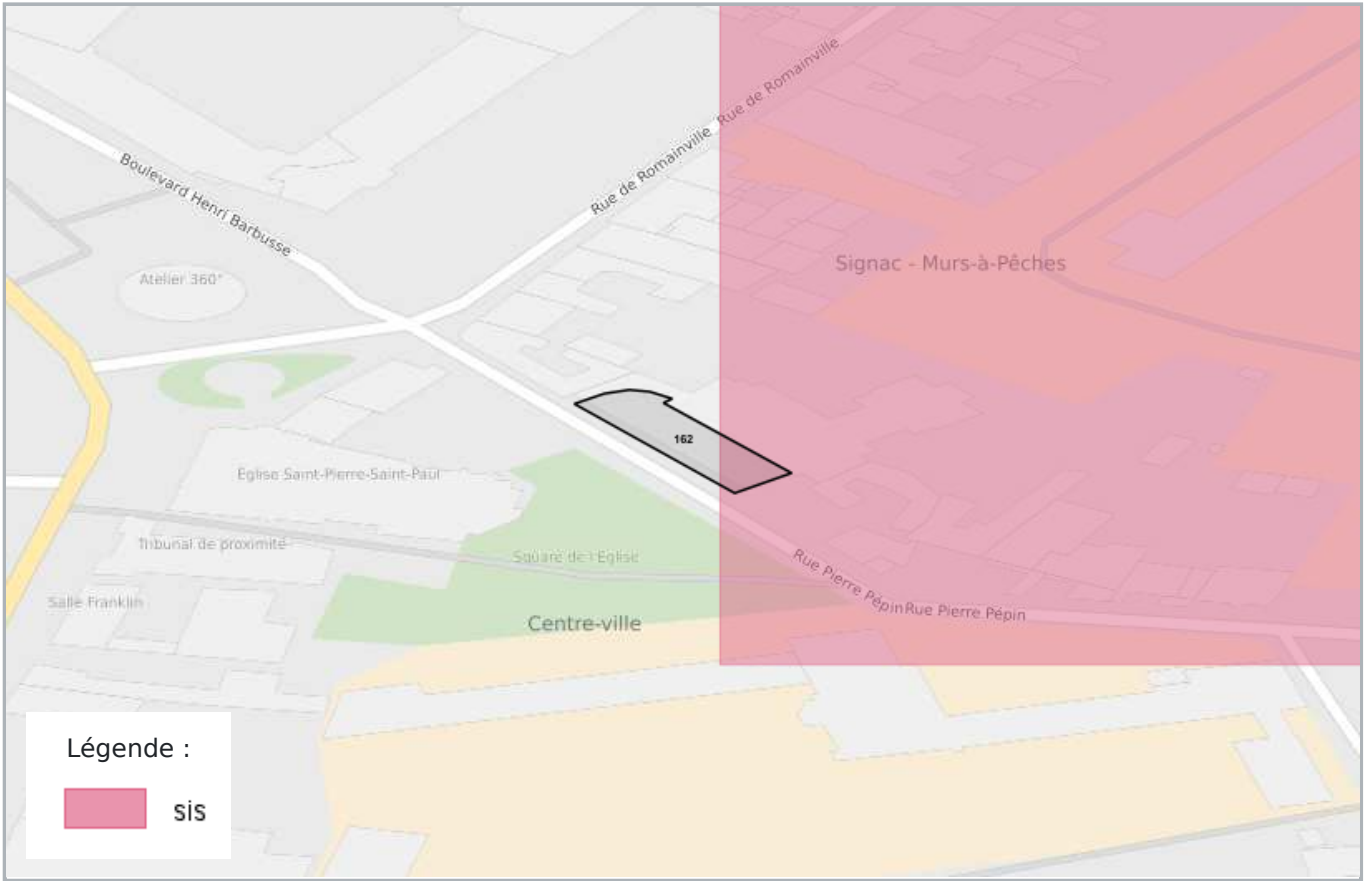 Rue de Romainville
Rue de Romainville
Boulevard Henri Barbusse
Atelier 360°
Signac - Murs-à-Pêches
162
Eglise Saint-Pierre-Saint-Paul
Tribunal de proximité
Square de l'Eglise
Rue Pierre Pépin
Rue Pierre Pépin
Salle Franklin
Centre-ville
Légende :
sis